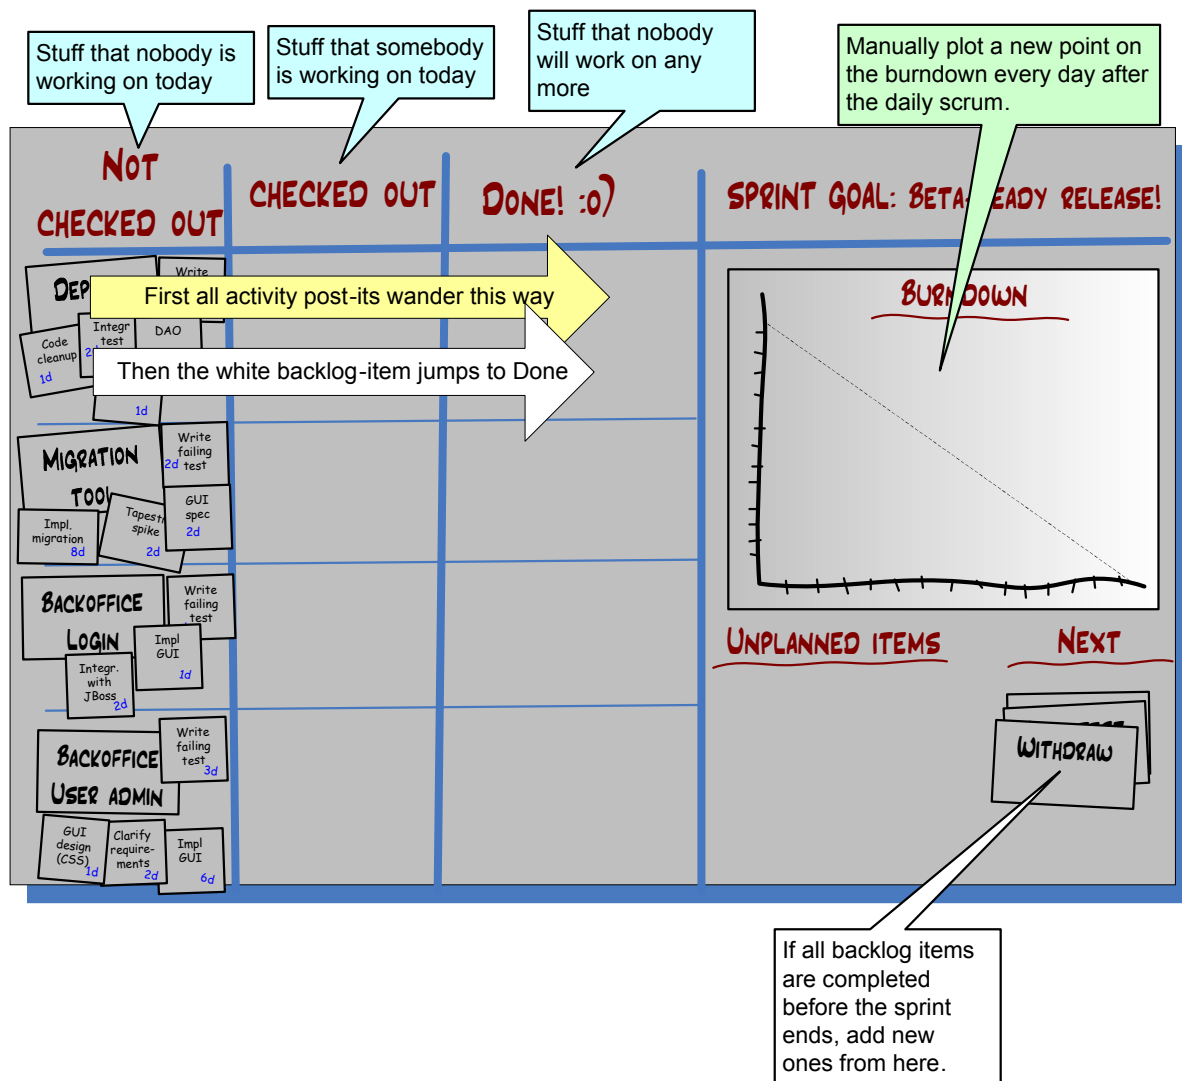 Stuff that nobody is
working on today
Stuff that somebody
is working on today
Stuff that nobody
will work on any
more
Manually plot a new point on
the burndown every day after
the daily scrum.
NOT
CHECKED OUT
CHECKED OUT
DONE! :o)
SPRINT GOAL: BETA-READY RELEASE!
DEP
Write
First all activity post-its wander this way
Code
cleanup
1d
Integr
test
2d
DAO
Then the white backlog-item jumps to Done
1d
MIGRATION
TOOL
Write
failing
test
2d
Impl.
migration
8d
Tapestr
spike
2d
GUI
spec
2d
BACKOFFICE
LOGIN
Write
failing
test
Impl
GUI
1d
Integr.
with
JBoss
2d
BACKOFFICE
USER ADMIN
Write
failing
test
3d
GUI
design
(CSS)
1d
Clarify
require-
ments
2d
Impl
GUI
6d
BURNDOWN
UNPLANNED ITEMS
NEXT
WITHDRAW
If all backlog items
are completed
before the sprint
ends, add new
ones from here.